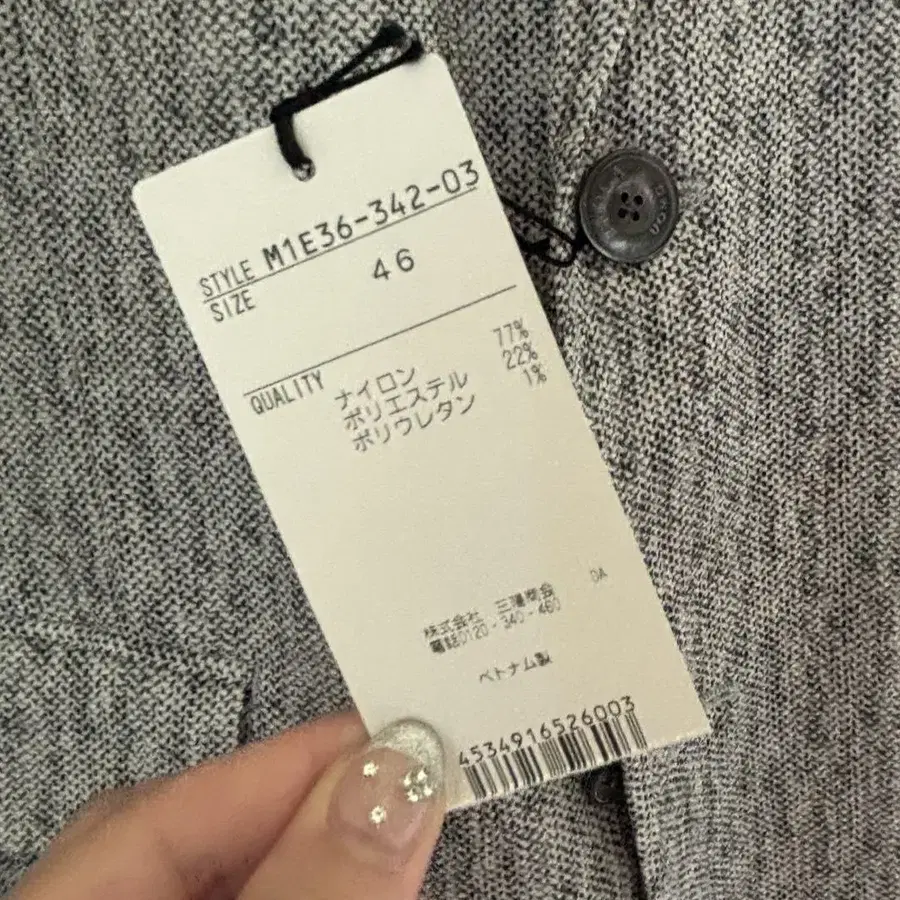 STYLE M1E36-342-03
SIZE 46
QUALITY ナイロン 77%
ポリエステル 22%
ポリウレタン 1%
DA
株式会社 三陽商会
電話0120-340-460
ベトナム製
4534916526003